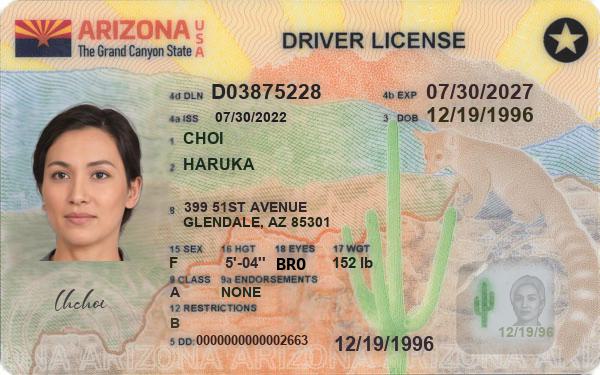 ARIZONA USA
The Grand Canyon State
DRIVER LICENSE
4d DLN D03875228
4b EXP 07/30/2027
4a ISS 07/30/2022
3 DOB 12/19/1996
1 CHOI
2 HARUKA
8 399 51ST AVENUE
GLENDALE, AZ 85301
15 SEX 16 HGT 18 EYES 17 WGT
F 5'-04" BRO 152 lb
9 CLASS 9a ENDORSEMENTS
A NONE
12 RESTRICTIONS
B
5 DD: 0000000000002663
12/19/1996
12/19/96
Chchoi
ONA ARIZONA ARIZONA ARIZONA ARIZONA